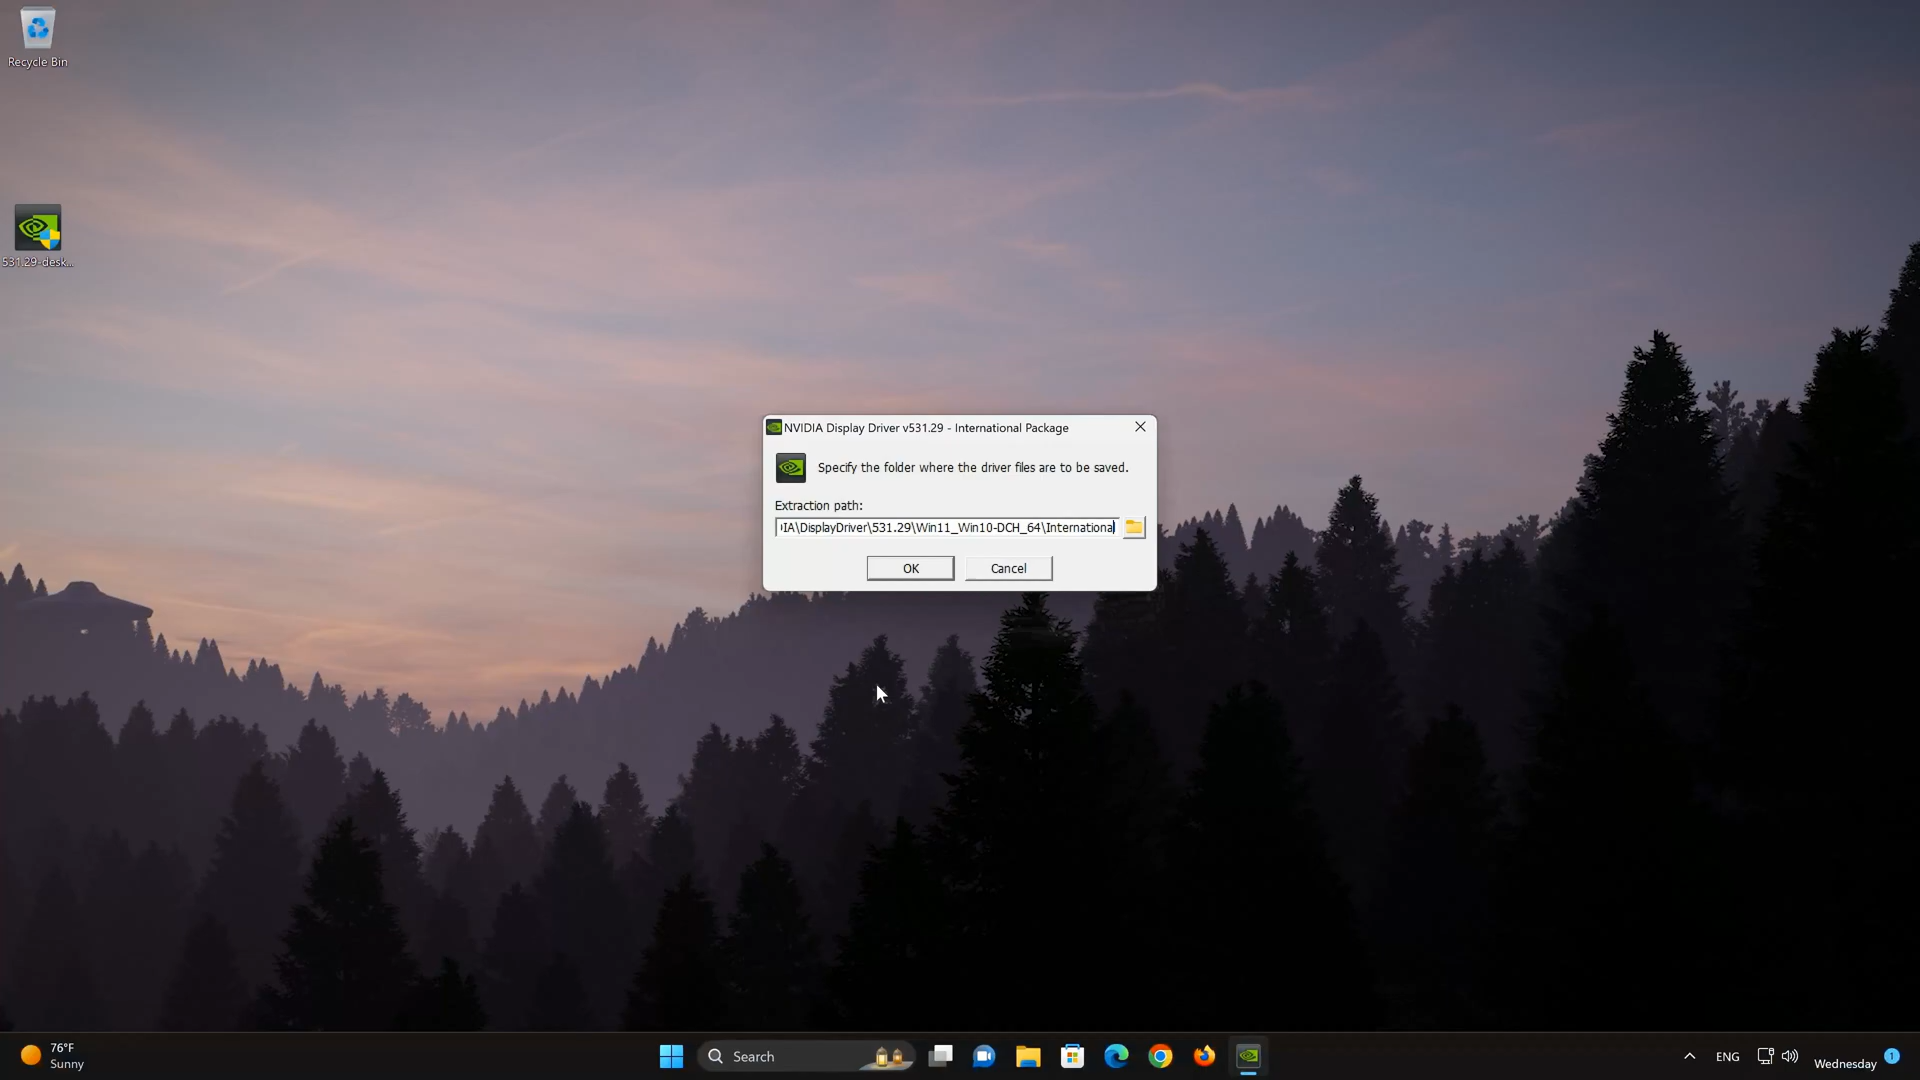 Recycle Bin
531.29-desk...
NVIDIA Display Driver v531.29 - International Package
Specify the folder where the driver files are to be saved.
Extraction path:
IA\DisplayDriver\531.29\Win11_Win10-DCH_64\International
OK
Cancel
76°F
Sunny
Search
ENG
Wednesday
1